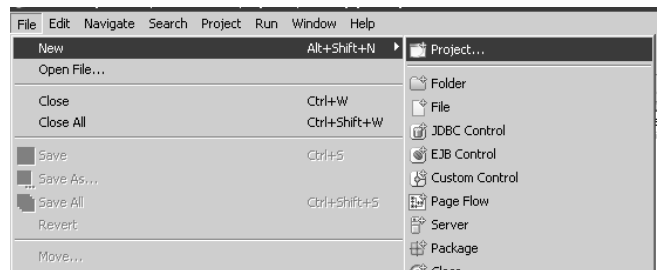 File Edit Navigate Search Project Run Window Help
New Alt+Shift+N
Open File...
Close Ctrl+W
Close All Ctrl+Shift+W
Save Ctrl+S
Save As...
Save All Ctrl+Shift+S
Revert
Move...
Project...
Folder
File
JDBC Control
EJB Control
Custom Control
Page Flow
Server
Package